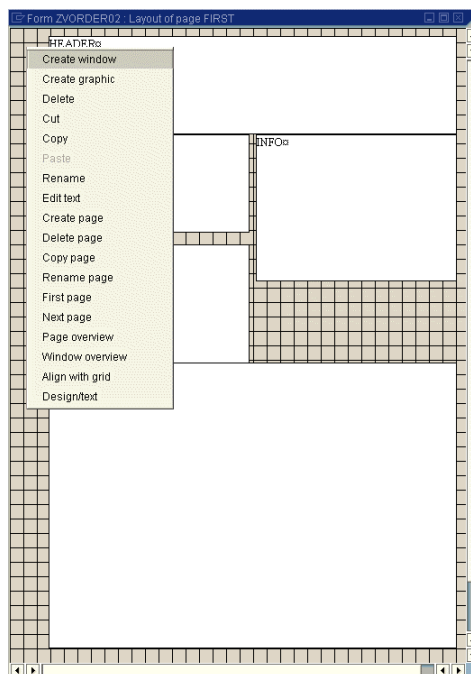 Form ZVORDER02 : Layout of page FIRST
HEADER¤
Create window
Create graphic
Delete
Cut
Copy
INFO¤
Paste
Rename
Edit text
Create page
Delete page
Copy page
Rename page
First page
Next page
Page overview
Window overview
Align with grid
Design/text